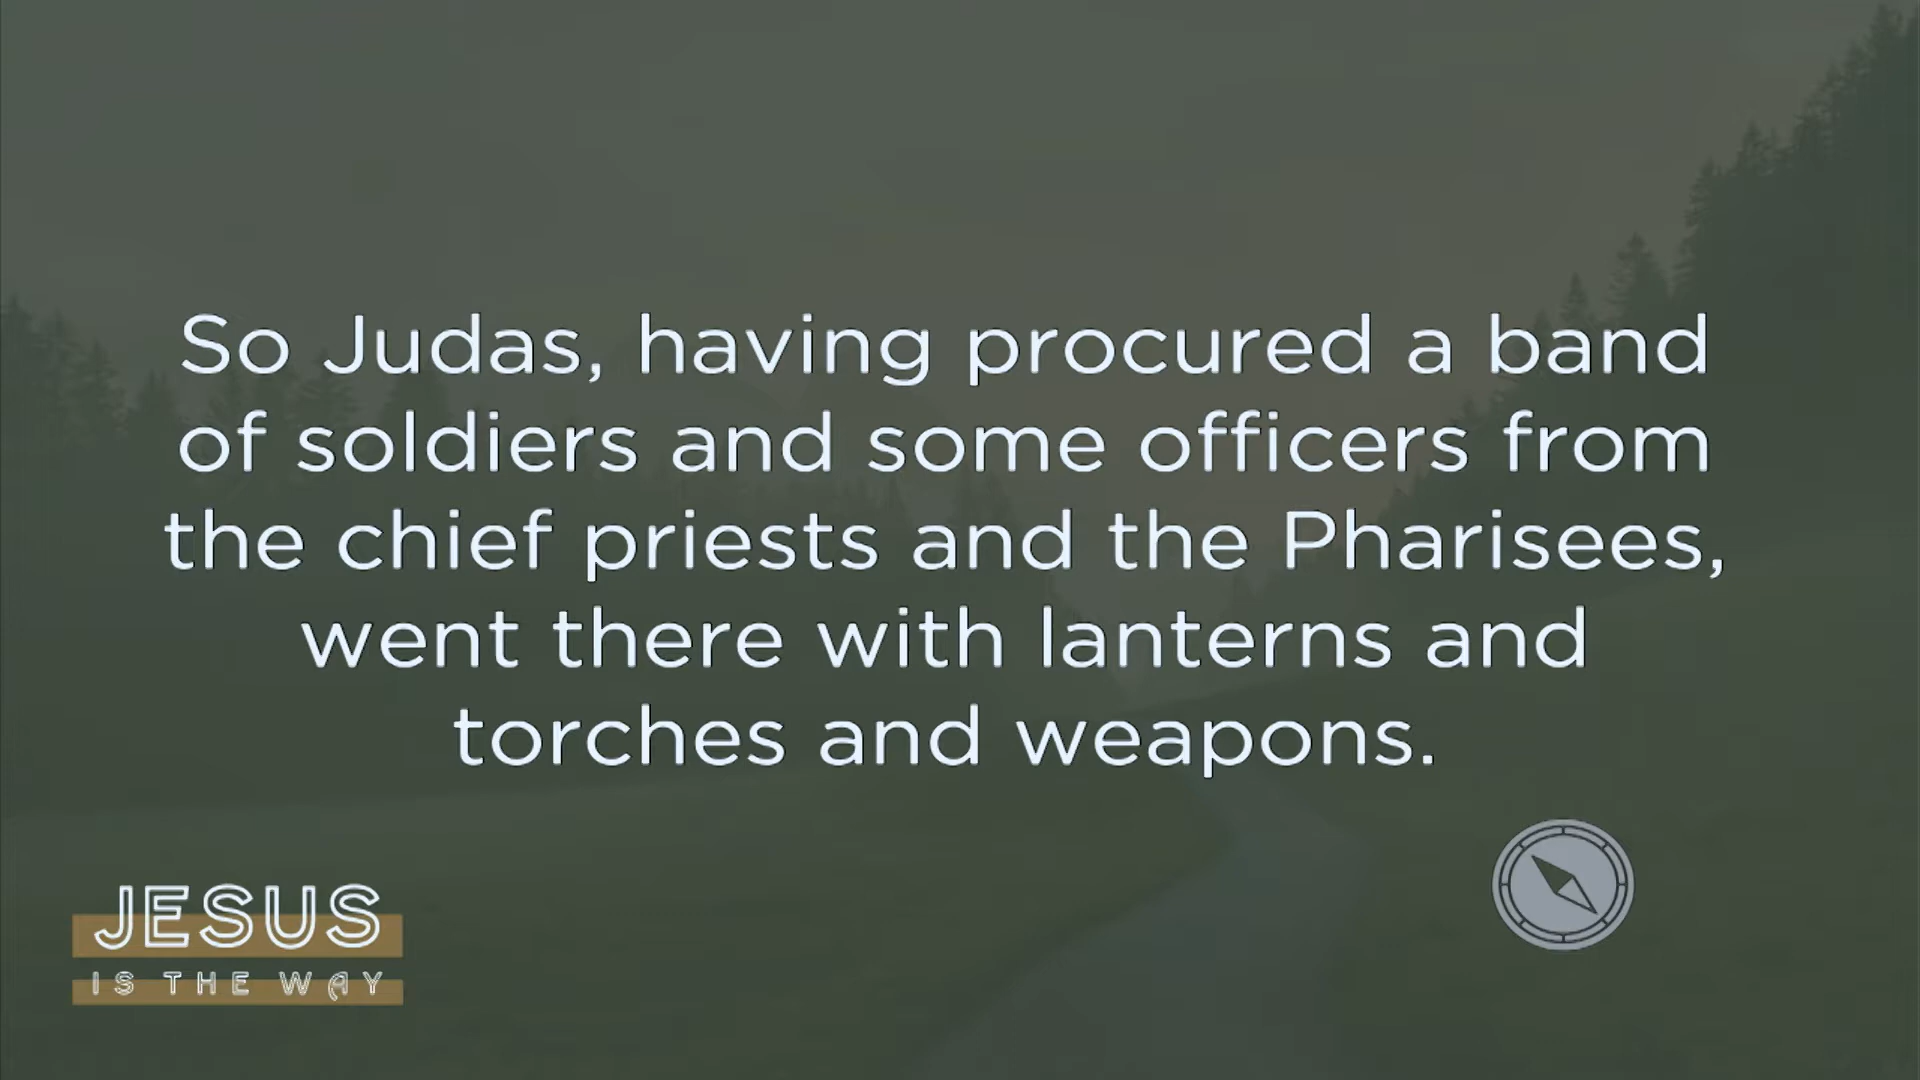 So Judas, having procured a band
of soldiers and some officers from
the chief priests and the Pharisees,
went there with lanterns and
torches and weapons.
JESUS
IS THE WAY